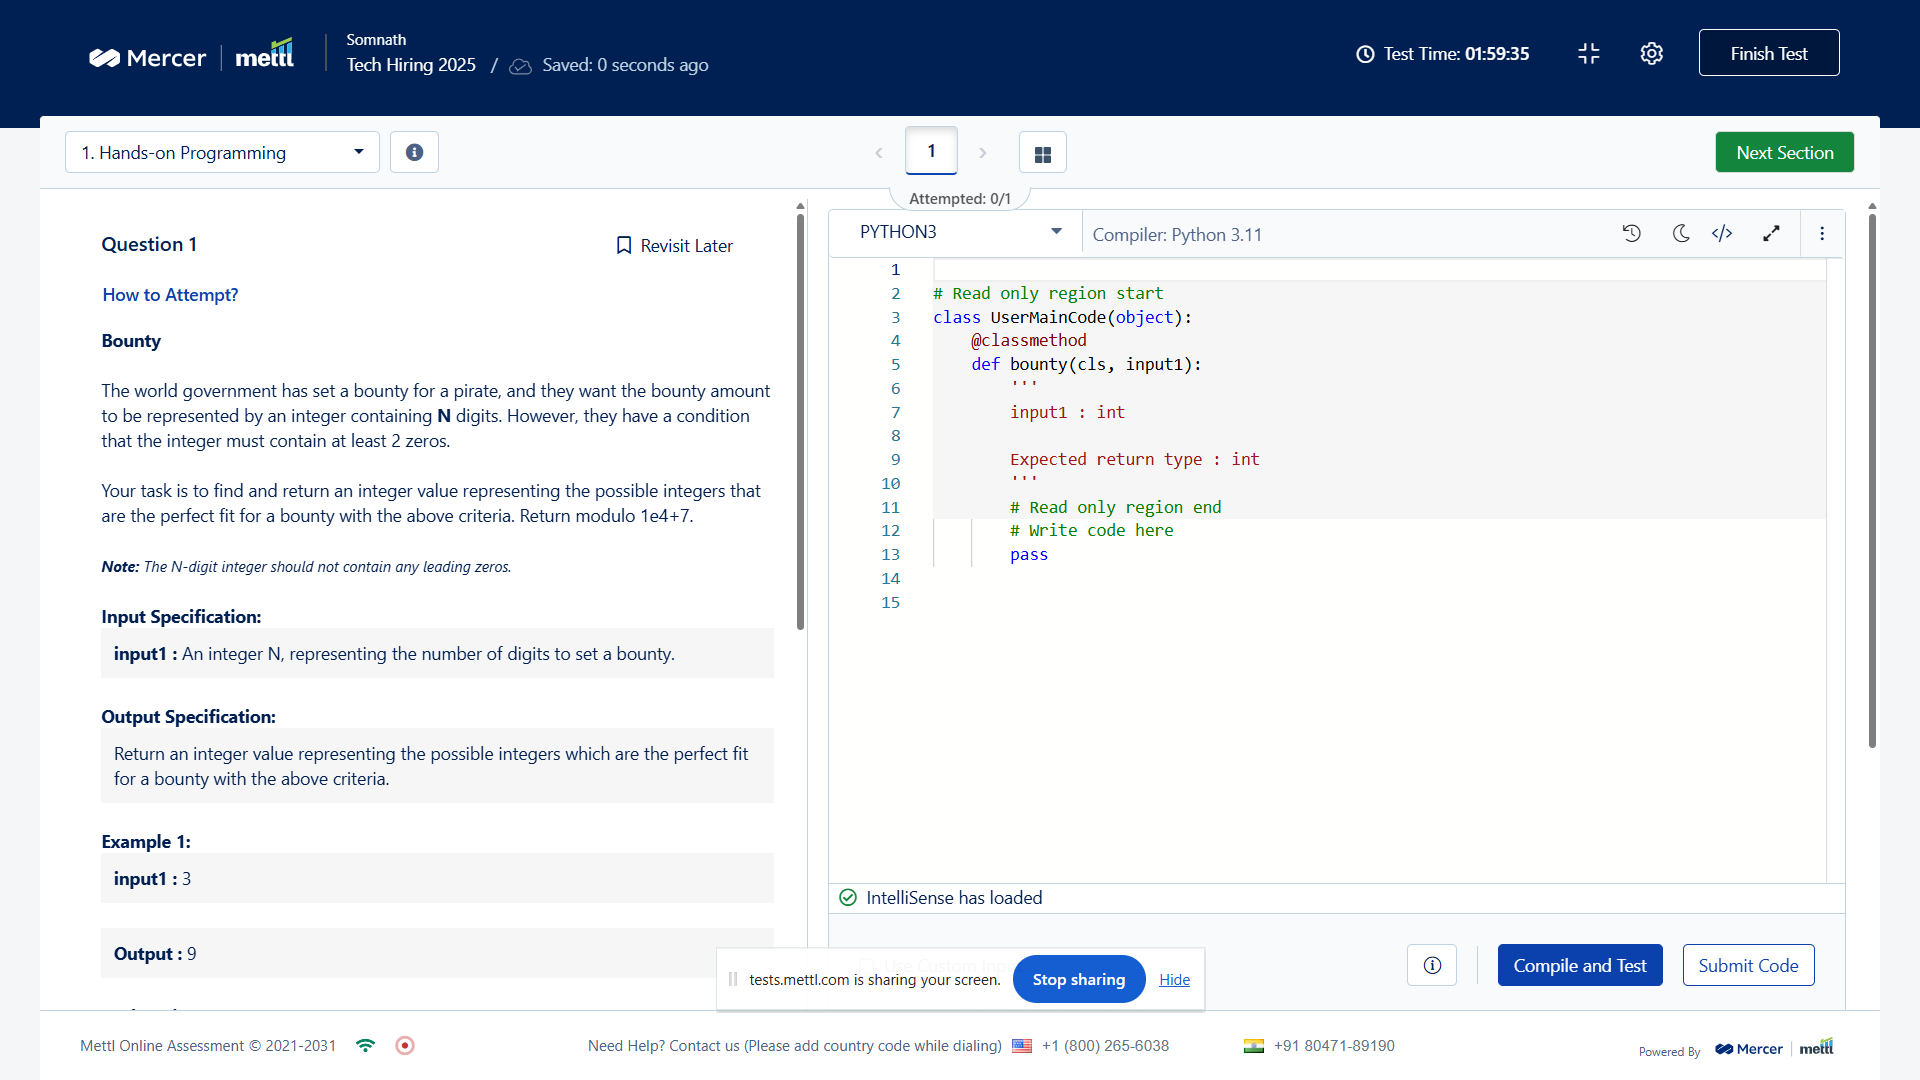 Mercer
mettl
Somnath
Tech Hiring 2025 / Saved: 0 seconds ago
Test Time: 01:59:35
Finish Test
1. Hands-on Programming
1
Next Section
Attempted: 0/1
Question 1
Revisit Later
How to Attempt?
Bounty
The world government has set a bounty for a pirate, and they want the bounty amount
to be represented by an integer containing N digits. However, they have a condition
that the integer must contain at least 2 zeros.
Your task is to find and return an integer value representing the possible integers that
are the perfect fit for a bounty with the above criteria. Return modulo 1e4+7.
Note: The N-digit integer should not contain any leading zeros.
Input Specification:
input1 : An integer N, representing the number of digits to set a bounty.
Output Specification:
Return an integer value representing the possible integers which are the perfect fit
for a bounty with the above criteria.
Example 1:
input1 : 3
Output : 9
PYTHON3
Compiler: Python 3.11
1
2 # Read only region start
3 class UserMainCode(object):
4 @classmethod
5 def bounty(cls, input1):
6 '''
7 input1 : int
8
9 Expected return type : int
10 '''
11 # Read only region end
12 # Write code here
13 pass
14
15
IntelliSense has loaded
Compile and Test
Submit Code
tests.mettl.com is sharing your screen.
Stop sharing
Hide
Mettl Online Assessment © 2021-2031
Need Help? Contact us (Please add country code while dialing)
+1 (800) 265-6038
+91 80471-89190
Powered By
Mercer
mettl